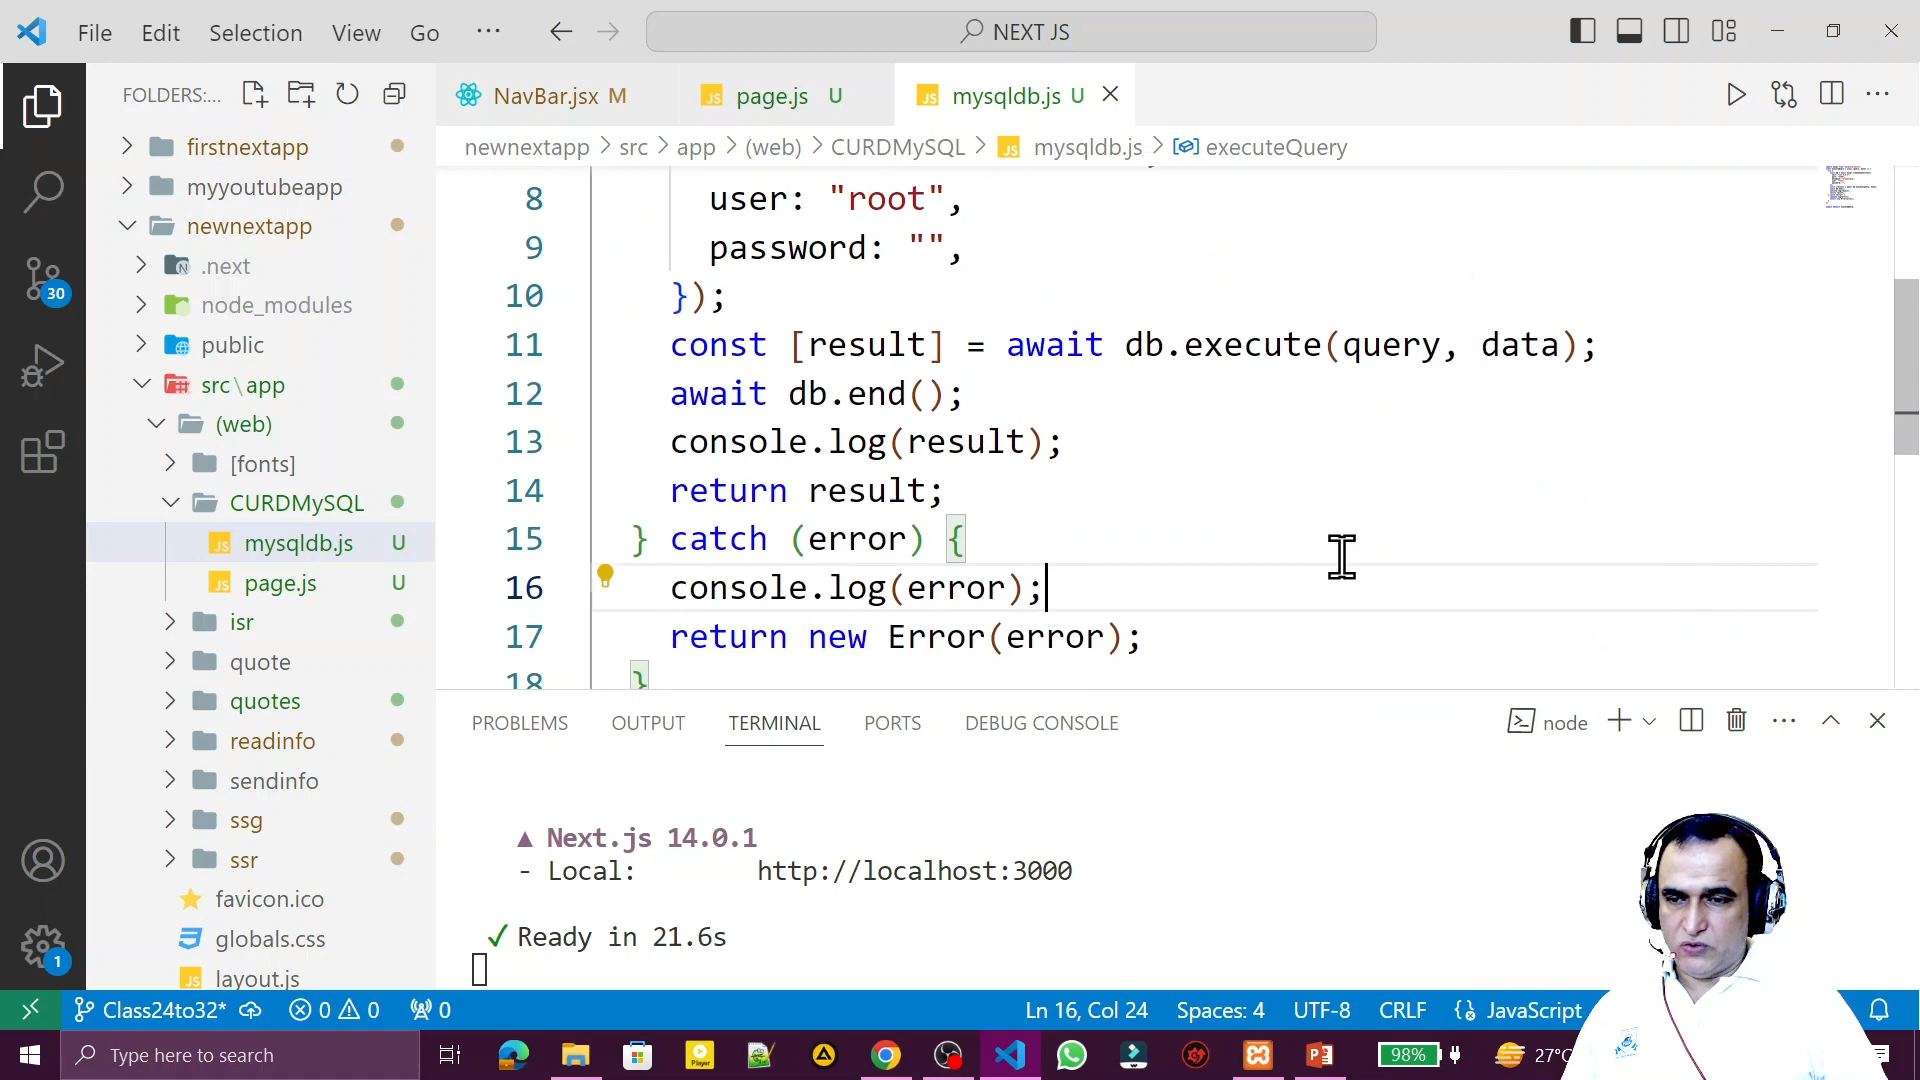 File Edit Selection View Go ··· NEXT JS
FOLDERS:...
NavBar.jsx M page.js U mysqldb.js U
newnextapp > src > app > (web) > CURDMySQL > JS mysqldb.js > executeQuery
firstnextapp
myyoutubeapp
newnextapp
.next
node_modules
public
src\app
(web)
[fonts]
CURDMySQL
JS mysqldb.js U
JS page.js U
isr
quote
quotes
readinfo
sendinfo
ssg
ssr
favicon.ico
globals.css
JS layout.js
30
1
8 user: "root",
9 password: "",
10 });
11 const [result] = await db.execute(query, data);
12 await db.end();
13 console.log(result);
14 return result;
15 } catch (error) {
16 console.log(error);
17 return new Error(error);
18 }
PROBLEMS OUTPUT TERMINAL PORTS DEBUG CONSOLE node
▲ Next.js 14.0.1
- Local: http://localhost:3000
✓ Ready in 21.6s
Class24to32* 0 0 0 Ln 16, Col 24 Spaces: 4 UTF-8 CRLF {} JavaScript
Type here to search 98% 27°C